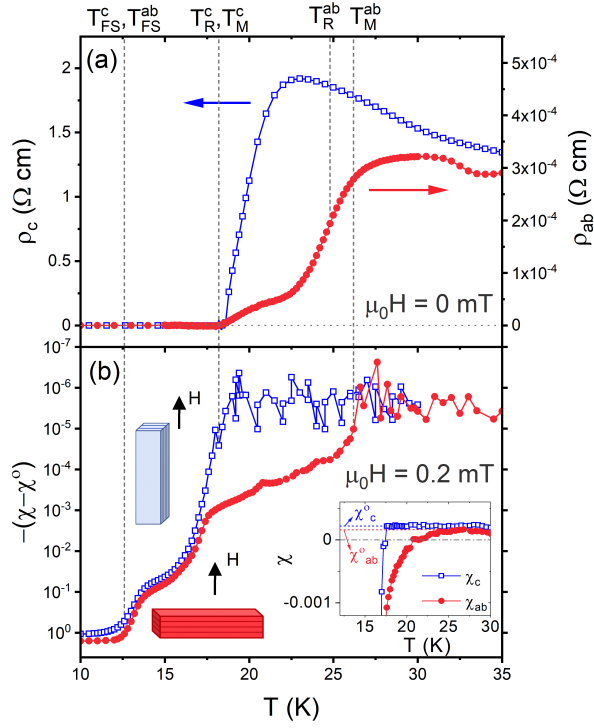 T^c_FS, T^ab_FS T^c_R, T^c_M T^ab_R T^ab_M
(a)
2
1.5
1
0.5
0
ρ_c (Ω cm)
5x10^-4
4x10^-4
3x10^-4
2x10^-4
1x10^-4
0
ρ_ab (Ω cm)
μ_0H = 0 mT
(b)
10^-7
10^-6
10^-5
10^-4
10^-3
10^-2
10^-1
10^0
-(χ-χ^o)
H
H
μ_0H = 0.2 mT
χ^o_c
χ^o_ab
0
-0.001
χ
χ_c
χ_ab
15 20 25 30
T (K)
10 15 20 25 30 35
T (K)